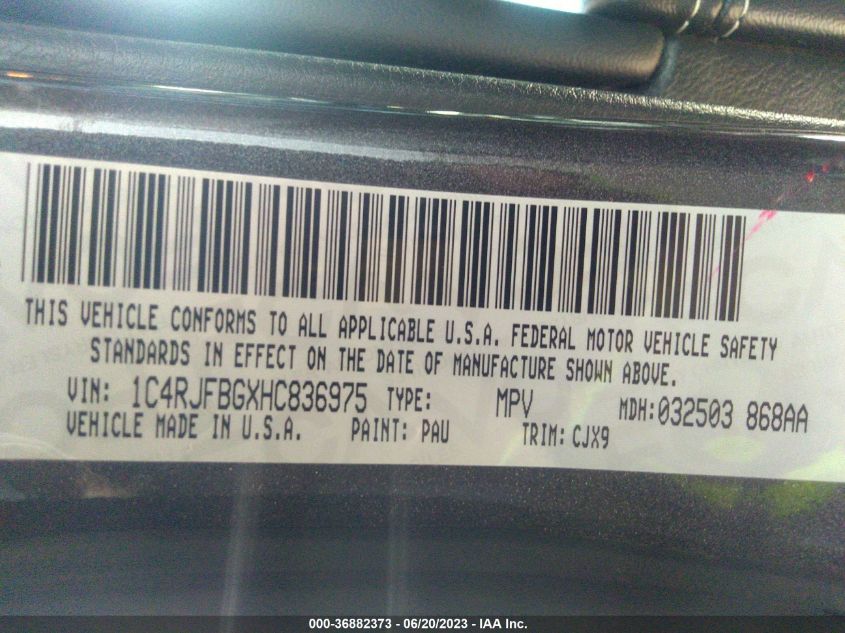 THIS VEHICLE CONFORMS TO ALL APPLICABLE U.S.A. FEDERAL MOTOR VEHICLE SAFETY
STANDARDS IN EFFECT ON THE DATE OF MANUFACTURE SHOWN ABOVE.
VIN: 1C4RJFBGXHC836975 TYPE: MPV MDH:032503 868AA
VEHICLE MADE IN U.S.A. PAINT: PAU TRIM: CJX9
000-36882373 - 06/20/2023 - IAA Inc.